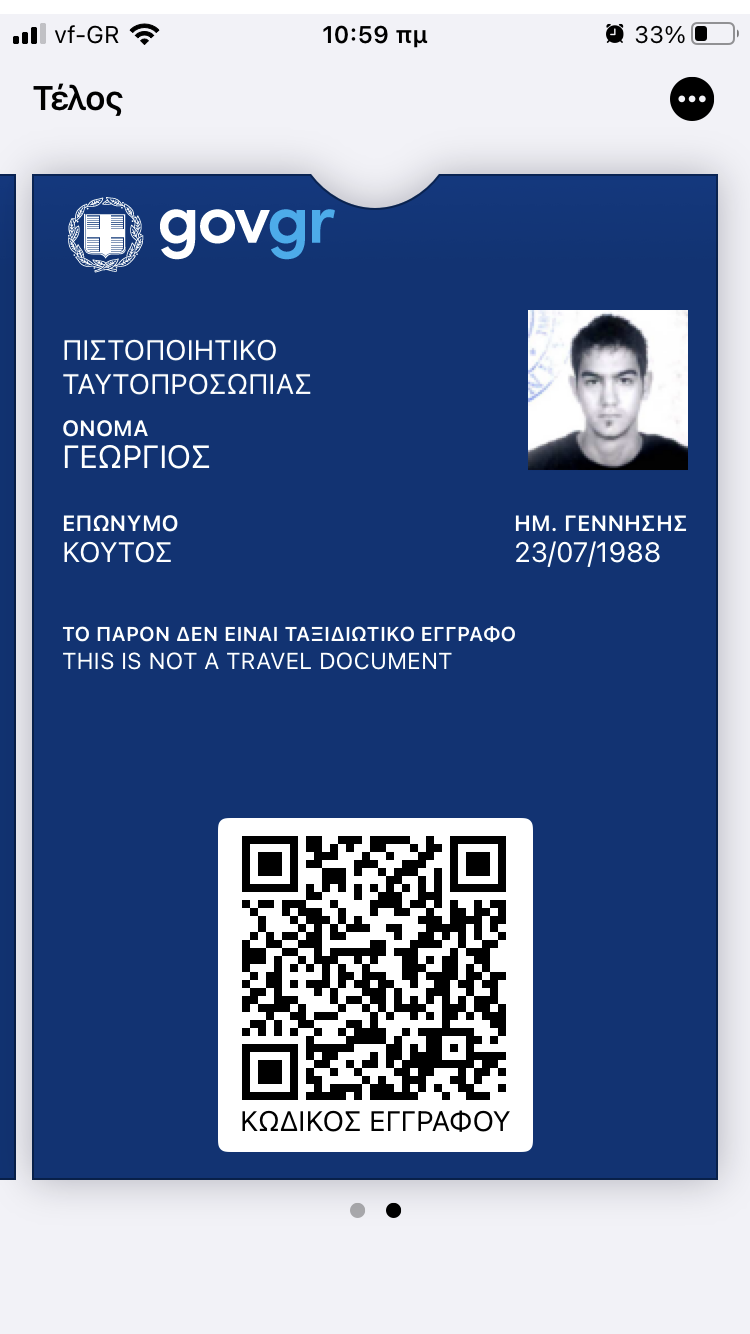 vf-GR 10:59 πμ 33%
Τέλος
govgr
ΠΙΣΤΟΠΟΙΗΤΙΚΟ
ΤΑΥΤΟΠΡΟΣΩΠΙΑΣ
ΟΝΟΜΑ
ΓΕΩΡΓΙΟΣ
ΕΠΩΝΥΜΟ
ΚΟΥΤΟΣ
ΗΜ. ΓΕΝΝΗΣΗΣ
23/07/1988
ΤΟ ΠΑΡΟΝ ΔΕΝ ΕΙΝΑΙ ΤΑΞΙΔΙΩΤΙΚΟ ΕΓΓΡΑΦΟ
THIS IS NOT A TRAVEL DOCUMENT
ΚΩΔΙΚΟΣ ΕΓΓΡΑΦΟΥ